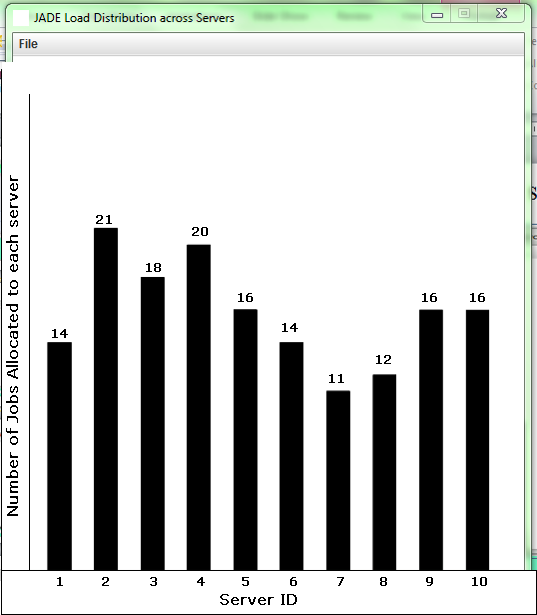 JADE Load Distribution across Servers
File
Number of Jobs Allocated to each server
21
20
18
16 16 16
14 14
12
11
1 2 3 4 5 6 7 8 9 10
Server ID